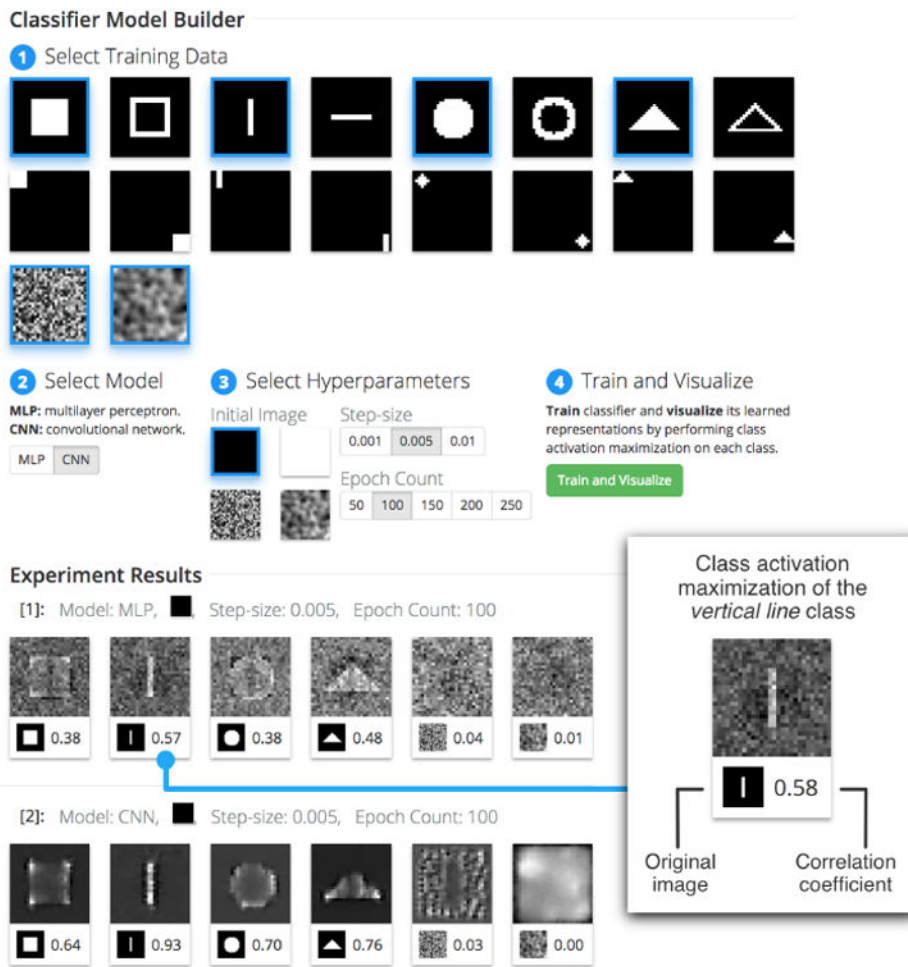 Classifier Model Builder
1 Select Training Data
2 Select Model
MLP: multilayer perceptron.
CNN: convolutional network.
MLP CNN
3 Select Hyperparameters
Initial Image
Step-size
0.001 0.005 0.01
Epoch Count
50 100 150 200 250
4 Train and Visualize
Train classifier and visualize its learned
representations by performing class
activation maximization on each class.
Train and Visualize
Experiment Results
[1]: Model: MLP, , Step-size: 0.005, Epoch Count: 100
0.38 0.57 0.38 0.48 0.04 0.01
[2]: Model: CNN, , Step-size: 0.005, Epoch Count: 100
0.64 0.93 0.70 0.76 0.03 0.00
Class activation
maximization of the
vertical line class
0.58
Original
image
Correlation
coefficient